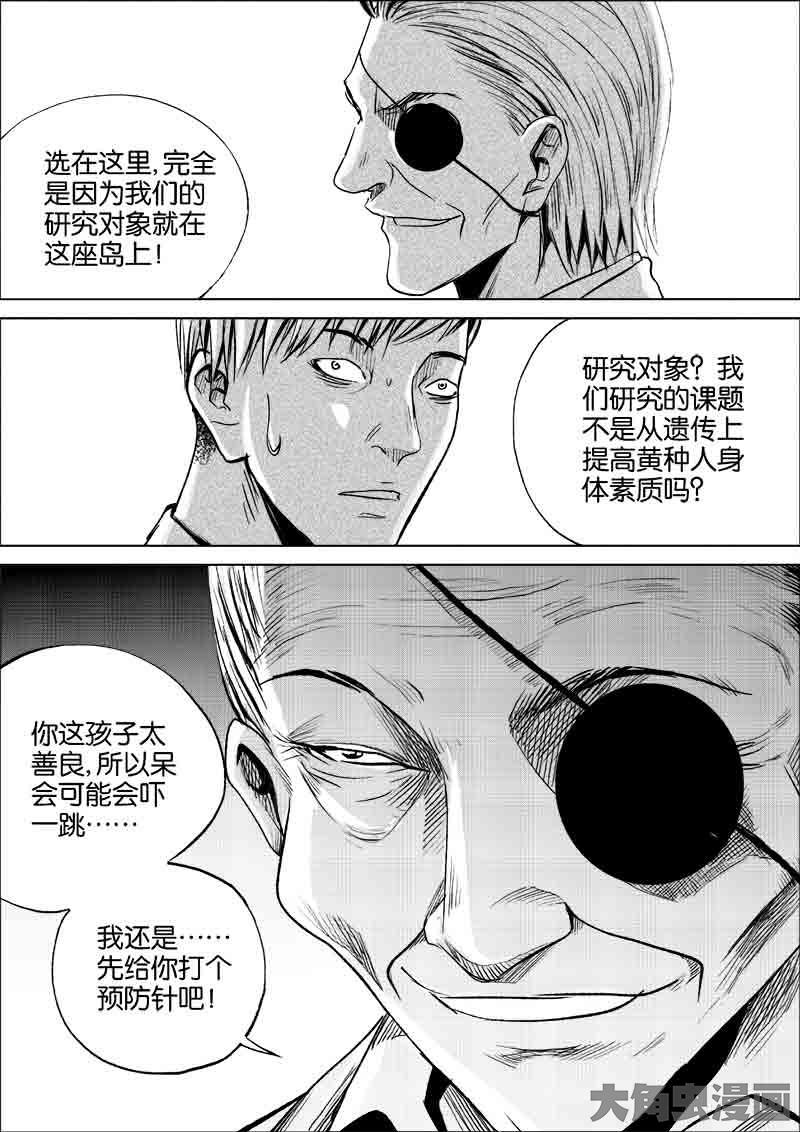 选在这里,完全
是因为我们的
研究对象就在
这座岛上！
研究对象？我
们研究的课题
不是从遗传上
提高黄种人身
体素质吗？
你这孩子太
善良,所以呆
会可能会吓
一跳……
我还是……
先给你打个
预防针吧！
大角虫漫画